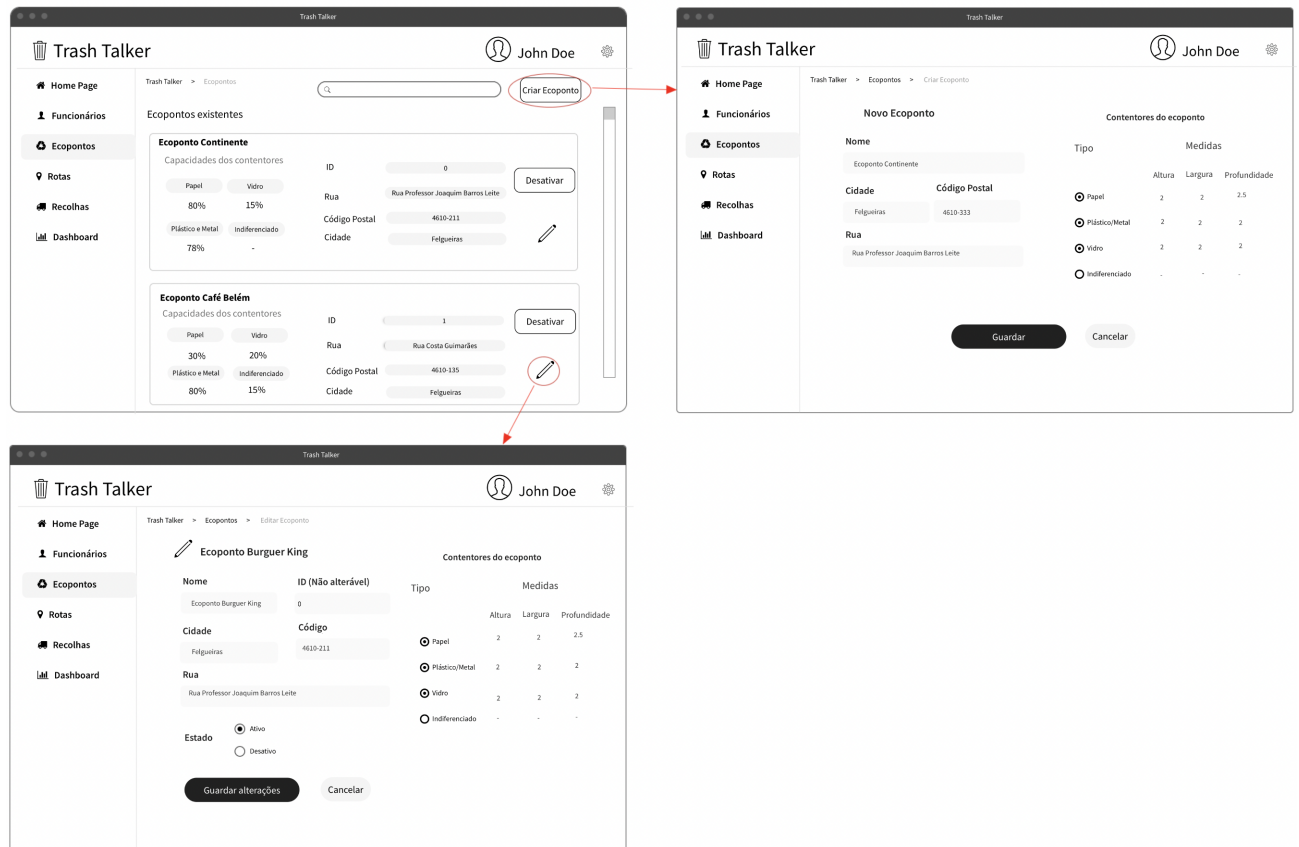 Trash Talker
Trash Talker
John Doe
Home Page
Funcionários
Ecopontos
Rotas
Recolhas
Dashboard
Trash Talker > Ecopontos
Criar Ecoponto
Ecopontos existentes
Ecoponto Continente
Capacidades dos contentores
Papel Vidro
80% 15%
Plástico e Metal Indiferenciado
78% -
ID 0
Rua Rua Professor Joaquim Barros Leite
Código Postal 4610-211
Cidade Felgueiras
Desativar
Ecoponto Café Belém
Capacidades dos contentores
Papel Vidro
30% 20%
Plástico e Metal Indiferenciado
80% 15%
ID 1
Rua Rua Costa Guimarães
Código Postal 4610-135
Cidade Felgueiras
Desativar
Trash Talker
Trash Talker
John Doe
Home Page
Funcionários
Ecopontos
Rotas
Recolhas
Dashboard
Trash Talker > Ecopontos > Criar Ecoponto
Novo Ecoponto
Nome
Ecoponto Continente
Cidade Código Postal
Felgueiras 4610-333
Rua
Rua Professor Joaquim Barros Leite
Contentores do ecoponto
Tipo Medidas
Altura Largura Profundidade
Papel 2 2 2.5
Plástico/Metal 2 2 2
Vidro 2 2 2
Indiferenciado - - -
Guardar Cancelar
Trash Talker
Trash Talker
John Doe
Home Page
Funcionários
Ecopontos
Rotas
Recolhas
Dashboard
Trash Talker > Ecopontos > Editar Ecoponto
Ecoponto Burguer King
Nome ID (Não alterável)
Ecoponto Burguer King 0
Cidade Código
Felgueiras 4610-211
Rua
Rua Professor Joaquim Barros Leite
Estado
Ativo
Desativo
Contentores do ecoponto
Tipo Medidas
Altura Largura Profundidade
Papel 2 2 2.5
Plástico/Metal 2 2 2
Vidro 2 2 2
Indiferenciado - - -
Guardar alterações Cancelar